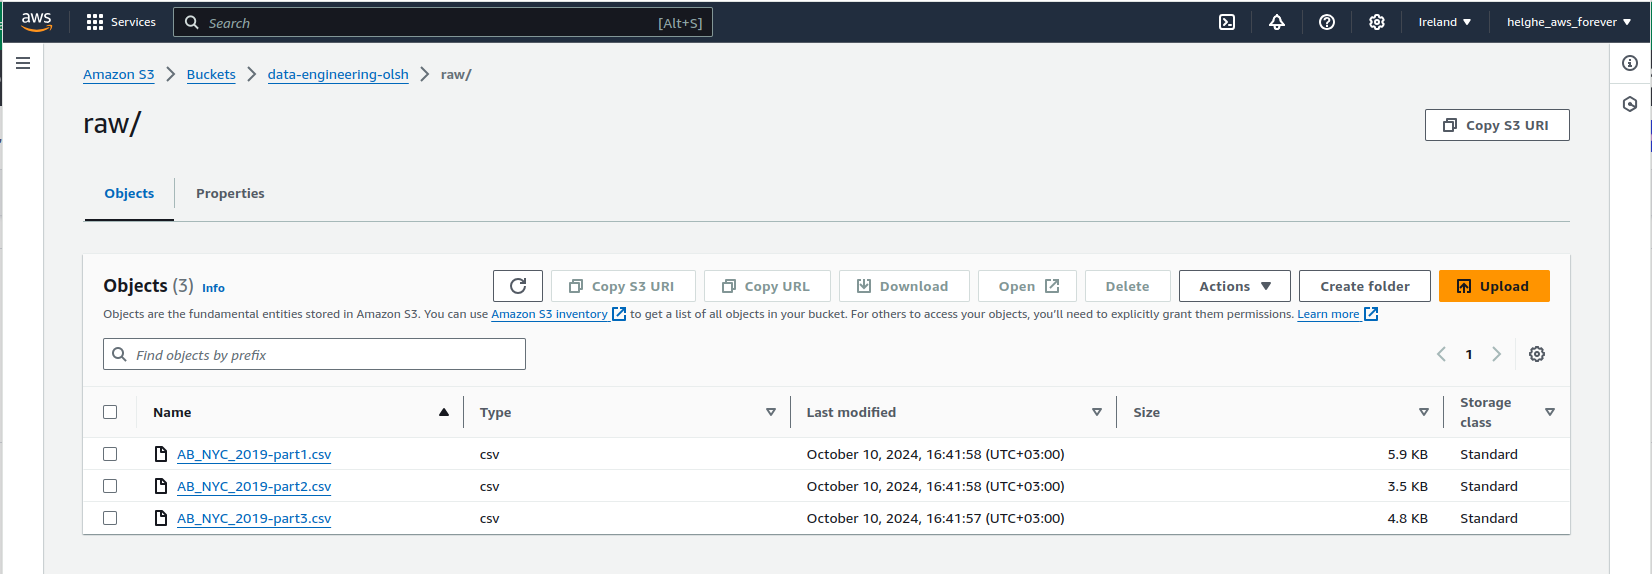 aws Services Search [Alt+S] Ireland helghe_aws_forever
Amazon S3 Buckets data-engineering-olsh raw/
raw/
Copy S3 URI
Objects Properties
Objects (3) Info Copy S3 URI Copy URL Download Open Delete Actions Create folder Upload
Objects are the fundamental entities stored in Amazon S3. You can use Amazon S3 inventory to get a list of all objects in your bucket. For others to access your objects, you'll need to explicitly grant them permissions. Learn more
Find objects by prefix 1
Name Type Last modified Size Storage class
AB_NYC_2019-part1.csv csv October 10, 2024, 16:41:58 (UTC+03:00) 5.9 KB Standard
AB_NYC_2019-part2.csv csv October 10, 2024, 16:41:58 (UTC+03:00) 3.5 KB Standard
AB_NYC_2019-part3.csv csv October 10, 2024, 16:41:57 (UTC+03:00) 4.8 KB Standard